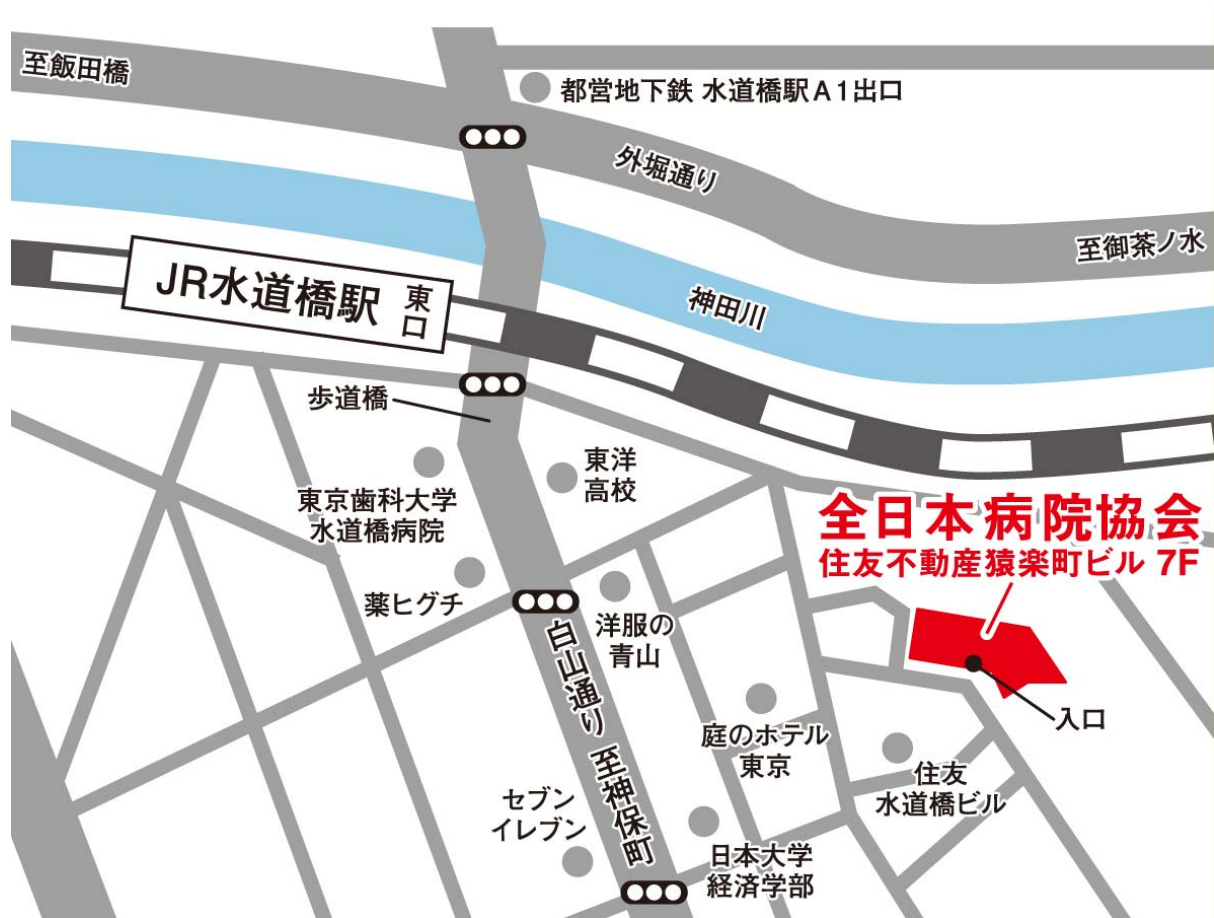 至飯田橋
都営地下鉄 水道橋駅A1出口
外堀通り
至御茶ノ水
JR水道橋駅 東口
神田川
歩道橋
東洋
高校
東京歯科大学
水道橋病院
全日本病院協会
住友不動産猿楽町ビル 7F
薬ヒグチ
洋服の
青山
白山通り 至神保町
入口
庭のホテル
東京
住友
水道橋ビル
セブン
イレブン
日本大学
経済学部